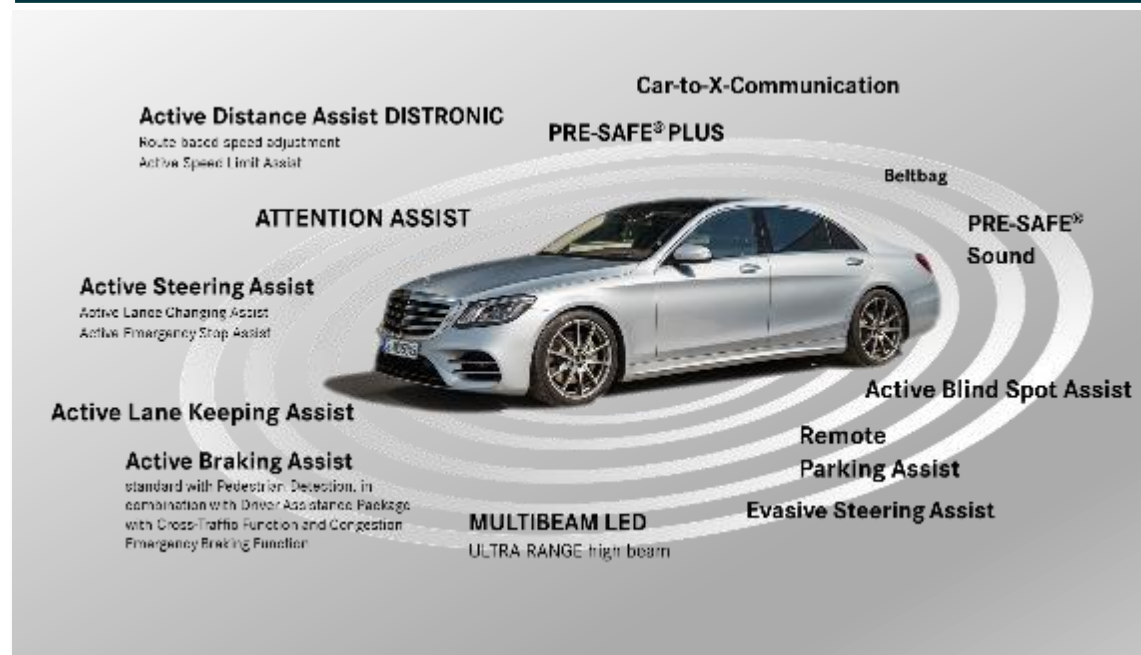 Car-to-X-Communication
Active Distance Assist DISTRONIC
Route-based speed adjustment
Active Speed Limit Assist
PRE-SAFE® PLUS
Beltbag
ATTENTION ASSIST
PRE-SAFE®
Sound
Active Steering Assist
Active Lane Changing Assist
Active Emergency Stop Assist
Active Blind Spot Assist
Active Lane Keeping Assist
Remote
Parking Assist
Active Braking Assist
standard with Pedestrian Detection, in
combination with Driver Assistance Package
with Cross-Traffic Function and Congestion
Emergency Braking Function
Evasive Steering Assist
MULTIBEAM LED
ULTRA RANGE high beam